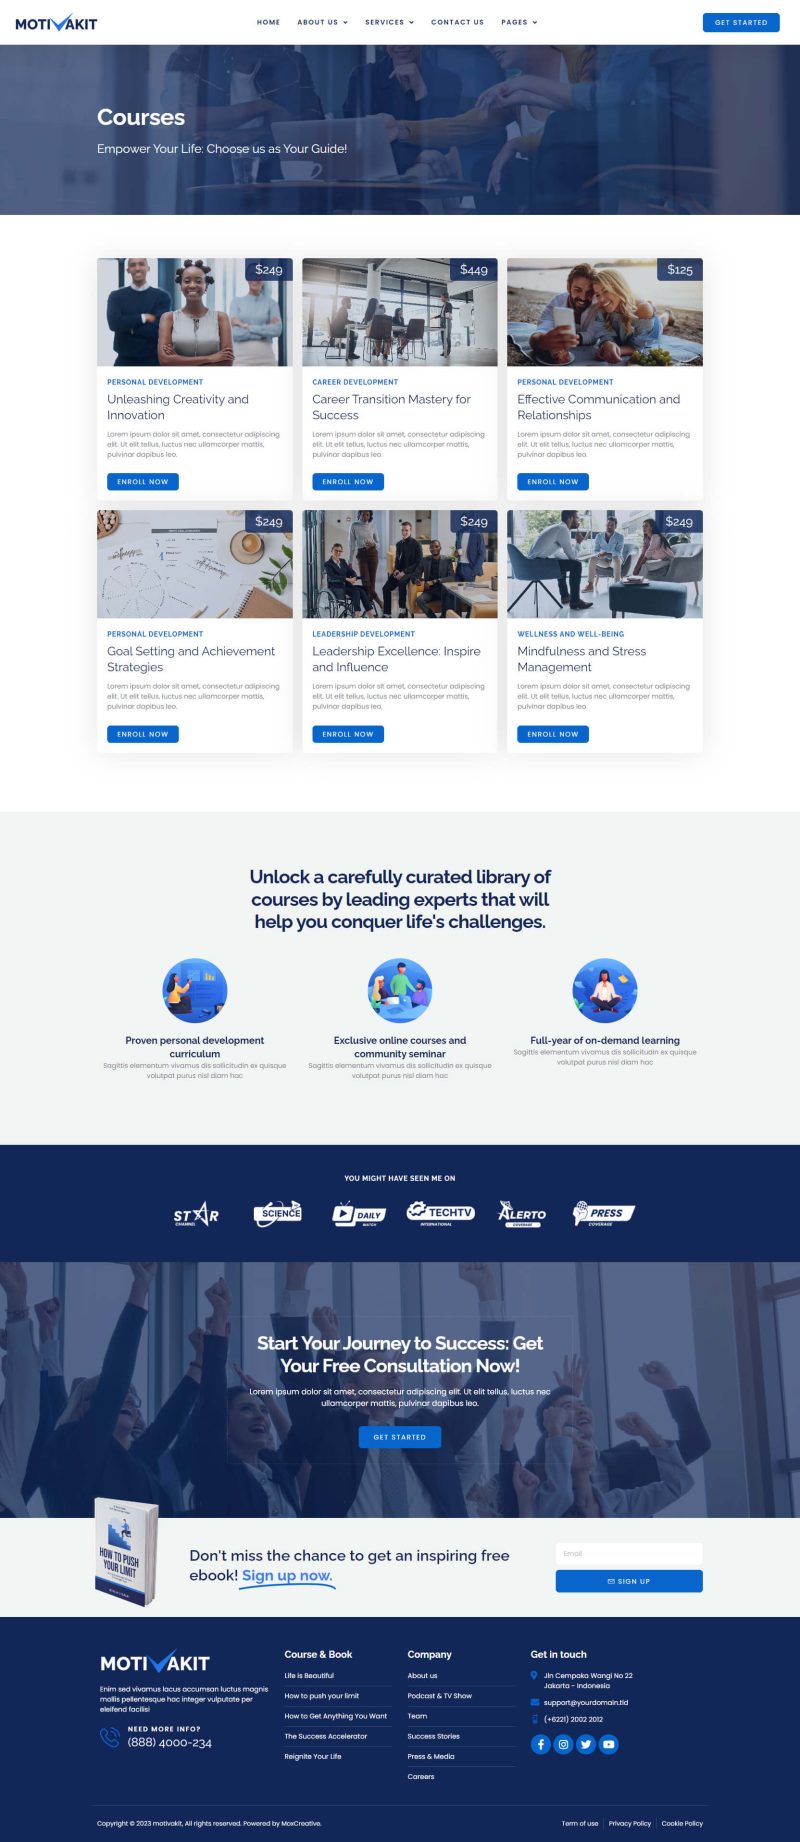 MOTIVAKIT
HOME ABOUT US SERVICES CONTACT US PAGES
GET STARTED
Courses
Empower Your Life: Choose us as Your Guide!
$249
PERSONAL DEVELOPMENT
Unleashing Creativity and
Innovation
Lorem ipsum dolor sit amet, consectetur adipiscing
elit. Ut elit tellus, luctus nec ullamcorper mattis,
pulvinar dapibus leo.
ENROLL NOW
$449
CAREER DEVELOPMENT
Career Transition Mastery for
Success
Lorem ipsum dolor sit amet, consectetur adipiscing
elit. Ut elit tellus, luctus nec ullamcorper mattis,
pulvinar dapibus leo.
ENROLL NOW
$125
PERSONAL DEVELOPMENT
Effective Communication and
Relationships
Lorem ipsum dolor sit amet, consectetur adipiscing
elit. Ut elit tellus, luctus nec ullamcorper mattis,
pulvinar dapibus leo.
ENROLL NOW
$249
PERSONAL DEVELOPMENT
Goal Setting and Achievement
Strategies
Lorem ipsum dolor sit amet, consectetur adipiscing
elit. Ut elit tellus, luctus nec ullamcorper mattis,
pulvinar dapibus leo.
ENROLL NOW
$249
LEADERSHIP DEVELOPMENT
Leadership Excellence: Inspire
and Influence
Lorem ipsum dolor sit amet, consectetur adipiscing
elit. Ut elit tellus, luctus nec ullamcorper mattis,
pulvinar dapibus leo.
ENROLL NOW
$249
WELLNESS AND WELL-BEING
Mindfulness and Stress
Management
Lorem ipsum dolor sit amet, consectetur adipiscing
elit. Ut elit tellus, luctus nec ullamcorper mattis,
pulvinar dapibus leo.
ENROLL NOW
Unlock a carefully curated library of
courses by leading experts that will
help you conquer life's challenges.
Proven personal development
curriculum
Sagittis elementum vivamus dis sollicitudin ex quisque
volutpat purus nisl diam hac
Exclusive online courses and
community seminar
Sagittis elementum vivamus dis sollicitudin ex quisque
volutpat purus nisl diam hac
Full-year of on-demand learning
Sagittis elementum vivamus dis sollicitudin ex quisque
volutpat purus nisl diam hac
YOU MIGHT HAVE SEEN ME ON
STAR
CHANNEL
SCIENCE
DAILY
WATCH
TECHTV
INTERNATIONAL
ALERTO
COVERAGE
PRESS
COVERAGE
Start Your Journey to Success: Get
Your Free Consultation Now!
Lorem ipsum dolor sit amet, consectetur adipiscing elit. Ut elit tellus, luctus nec
ullamcorper mattis, pulvinar dapibus leo.
GET STARTED
HOW TO PUSH
YOUR LIMIT
Don't miss the chance to get an inspiring free
ebook! Sign up now.
Email
SIGN UP
MOTIVAKIT
Enim sed vivamus lacus accumsan luctus magnis
mollis pellentesque hac integer vulputate per
eleifend facilisi
NEED MORE INFO?
(888) 4000-234
Course & Book
Life is Beautiful
How to push your limit
How to Get Anything You Want
The Success Accelerator
Reignite Your Life
Company
About us
Podcast & TV Show
Team
Success Stories
Press & Media
Careers
Get in touch
Jln Cempaka Wangi No 22
Jakarta - Indonesia
support@yourdomain.tld
(+6221) 2002 2012
Copyright © 2023 motivakit, All rights reserved. Powered by MoxCreative.
Term of use Privacy Policy Cookie Policy